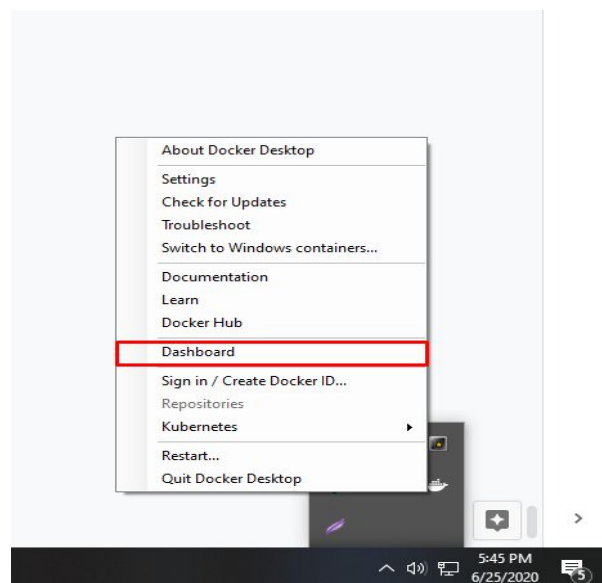 About Docker Desktop
Settings
Check for Updates
Troubleshoot
Switch to Windows containers...
Documentation
Learn
Docker Hub
Dashboard
Sign in / Create Docker ID...
Repositories
Kubernetes
Restart...
Quit Docker Desktop
5:45 PM
6/25/2020
5